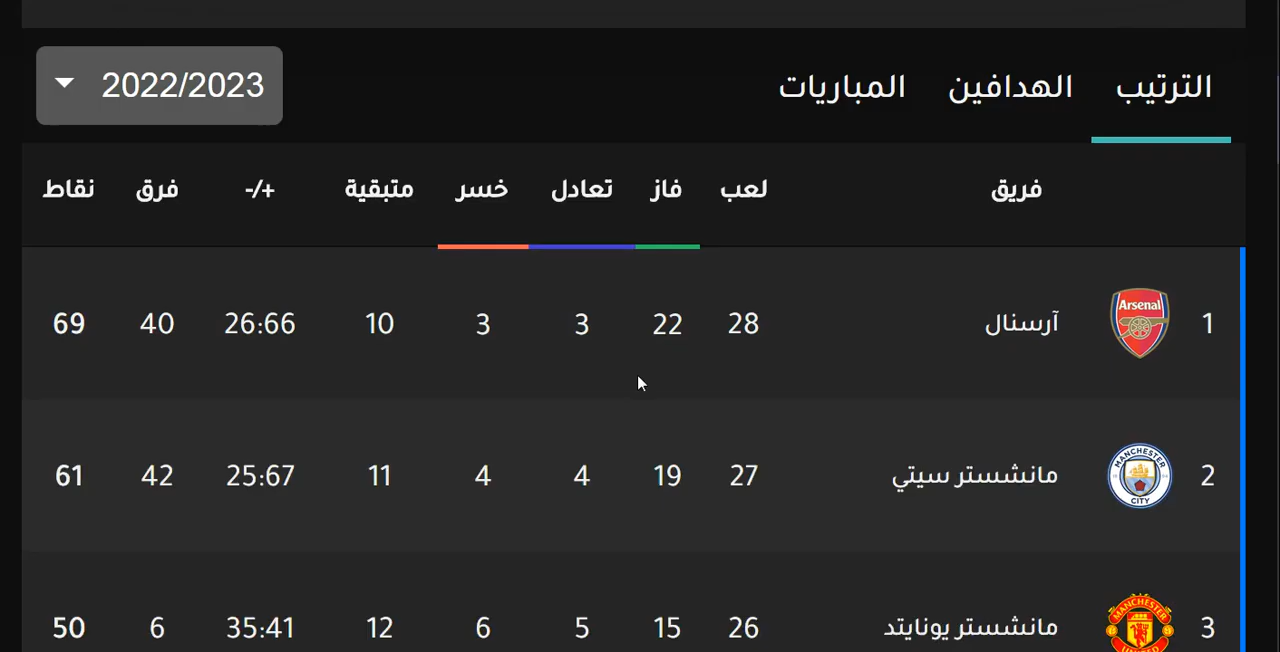 الترتيب الهدافين المباريات 2022/2023
فريق لعب فاز تعادل خسر متبقية +/- فرق نقاط
1 Arsenal آرسنال 28 22 3 3 10 26:66 40 69
2 MANCHESTER CITY مانشستر سيتي 27 19 4 4 11 25:67 42 61
3 MANCHESTER UNITED مانشستر يونايتد 26 15 5 6 12 35:41 6 50